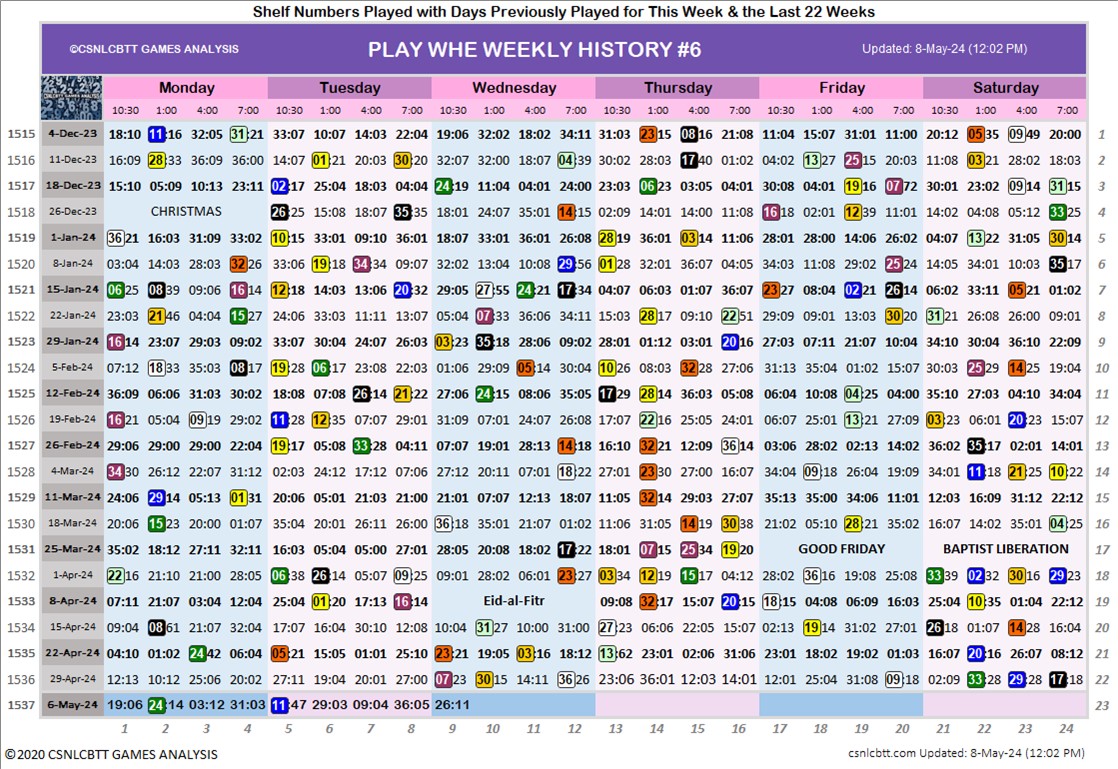 Shelf Numbers Played with Days Previously Played for This Week & the Last 22 Weeks
©CSNLCBTT GAMES ANALYSIS PLAY WHE WEEKLY HISTORY #6 Updated: 8-May-24 (12:02 PM)
Monday Tuesday Wednesday Thursday Friday Saturday
10:30 1:00 4:00 7:00 10:30 1:00 4:00 7:00 10:30 1:00 4:00 7:00 10:30 1:00 4:00 7:00 10:30 1:00 4:00 7:00 10:30 1:00 4:00 7:00
1515 4-Dec-23 18:10 11:16 32:05 31:21 33:07 10:07 14:03 22:04 19:06 32:02 18:02 34:11 31:03 23:15 08:16 21:08 11:04 15:07 31:01 11:00 20:12 05:35 09:49 20:00 1
1516 11-Dec-23 16:09 28:33 36:09 36:00 14:07 01:21 20:03 30:20 32:07 32:00 18:07 04:39 30:02 28:03 17:40 01:02 04:02 13:27 25:15 20:03 11:08 03:21 28:02 18:03 2
1517 18-Dec-23 15:10 05:09 10:13 23:11 02:17 25:04 18:03 04:04 24:19 11:04 04:01 24:00 23:03 06:23 03:05 04:01 30:08 04:01 19:16 07:72 30:01 23:02 09:14 31:15 3
1518 26-Dec-23 CHRISTMAS 26:25 15:08 18:07 35:35 18:01 24:07 35:01 14:15 02:09 14:01 14:00 11:08 17:18 02:01 12:39 11:01 14:02 04:08 05:12 33:25 4
1519 1-Jan-24 36:21 16:03 31:09 33:02 10:15 33:01 09:10 36:01 18:07 33:01 36:01 26:08 28:19 36:01 03:14 11:06 28:01 28:00 14:06 26:02 04:07 13:22 31:05 30:14 5
1520 8-Jan-24 03:04 14:03 28:03 32:26 33:06 19:18 34:34 09:07 32:02 13:04 10:08 29:56 01:28 32:01 36:07 04:05 34:03 11:08 29:02 25:24 14:05 34:01 10:03 35:17 6
1521 15-Jan-24 06:25 08:39 09:06 16:14 12:18 14:03 13:06 20:32 29:05 27:55 24:21 17:34 04:07 06:03 01:07 36:07 23:27 08:04 02:21 26:14 06:02 33:11 05:21 01:02 7
1522 22-Jan-24 23:03 21:46 04:04 15:27 24:06 33:03 11:11 13:07 05:04 07:33 36:06 34:11 15:03 28:17 09:10 22:51 29:09 09:01 13:03 30:20 31:21 26:08 26:00 09:01 8
1523 29-Jan-24 16:14 23:07 29:03 09:02 33:07 30:04 24:07 26:03 03:23 35:18 28:06 09:02 28:01 01:12 03:01 20:16 27:03 07:11 21:07 10:04 34:10 30:04 36:10 22:09 9
1524 5-Feb-24 07:12 18:33 35:03 08:17 19:28 06:17 22:08 22:03 01:06 29:09 05:14 30:04 10:26 08:03 32:28 27:06 31:13 35:04 01:02 15:07 30:03 25:29 14:25 19:04 10
1525 12-Feb-24 36:09 06:06 31:03 30:02 18:08 07:08 26:14 21:22 27:06 24:15 08:06 35:05 17:29 28:14 36:03 05:08 06:04 10:08 04:25 04:00 35:10 27:03 04:10 34:04 11
1526 19-Feb-24 16:21 05:04 09:19 29:02 11:28 12:35 07:07 29:01 31:09 07:01 24:07 26:08 17:07 22:16 25:05 24:01 06:07 25:01 13:21 27:09 03:23 06:01 20:23 15:07 12
1527 26-Feb-24 29:06 29:00 29:00 22:04 19:17 05:08 33:28 04:11 07:07 19:01 28:13 14:18 16:10 32:21 12:09 36:14 03:05 28:02 02:13 14:02 36:02 35:17 02:01 14:01 13
1528 4-Mar-24 34:30 26:12 22:07 31:12 02:03 24:12 17:12 07:06 27:12 20:11 07:01 18:22 27:01 23:30 27:00 16:07 34:04 09:18 26:04 19:09 34:01 11:18 21:25 10:22 14
1529 11-Mar-24 24:06 29:14 05:13 01:31 20:06 05:01 21:03 21:00 21:01 07:07 12:13 18:07 11:05 32:14 29:03 27:07 35:13 35:00 34:06 11:01 12:03 16:09 31:12 22:12 15
1530 18-Mar-24 20:06 15:23 20:00 01:07 35:04 20:01 26:11 26:00 36:18 35:01 21:07 01:02 11:06 31:05 14:19 30:38 21:02 05:10 28:21 03:21 16:07 14:02 35:01 04:25 16
1531 25-Mar-24 35:02 18:12 27:11 32:11 16:03 05:04 05:00 27:01 28:05 20:08 18:02 17:22 18:01 07:15 25:34 19:20 GOOD FRIDAY BAPTIST LIBERATION 17
1532 1-Apr-24 22:16 21:10 21:00 28:05 06:38 26:14 05:07 09:25 09:01 28:02 06:01 23:27 03:34 12:19 15:17 04:12 28:02 36:16 19:08 25:08 33:39 02:32 30:16 29:23 18
1533 8-Apr-24 07:11 21:07 03:04 12:04 25:04 01:20 17:13 16:14 Eid-al-Fitr 09:08 32:17 15:07 20:15 18:15 04:08 06:09 16:03 25:04 10:35 01:04 22:12 19
1534 15-Apr-24 09:04 08:61 21:07 32:04 17:07 16:04 30:10 12:08 10:04 31:27 10:00 31:00 27:23 06:05 22:05 15:07 02:13 19:14 31:02 27:01 26:18 01:07 14:28 16:04 20
1535 22-Apr-24 04:10 01:02 24:42 06:04 05:21 15:05 01:01 25:10 23:21 19:05 03:16 18:12 13:62 23:01 02:06 31:06 23:01 18:02 19:02 01:03 16:07 20:16 26:07 08:12 21
1536 29-Apr-24 12:13 10:12 25:06 20:02 27:11 19:04 20:01 27:00 07:23 30:15 14:11 36:26 23:06 36:01 12:03 14:01 12:01 25:04 31:08 09:18 02:09 33:28 29:28 17:18 22
1537 6-May-24 19:06 24:14 03:12 31:03 11:47 29:03 09:04 36:05 26:11 23
1 2 3 4 5 6 7 8 9 10 11 12 13 14 15 16 17 18 19 20 21 22 23 24
©2020 CSNLCBTT GAMES ANALYSIS csnlcbtt.com Updated: 8-May-24 (12:02 PM)